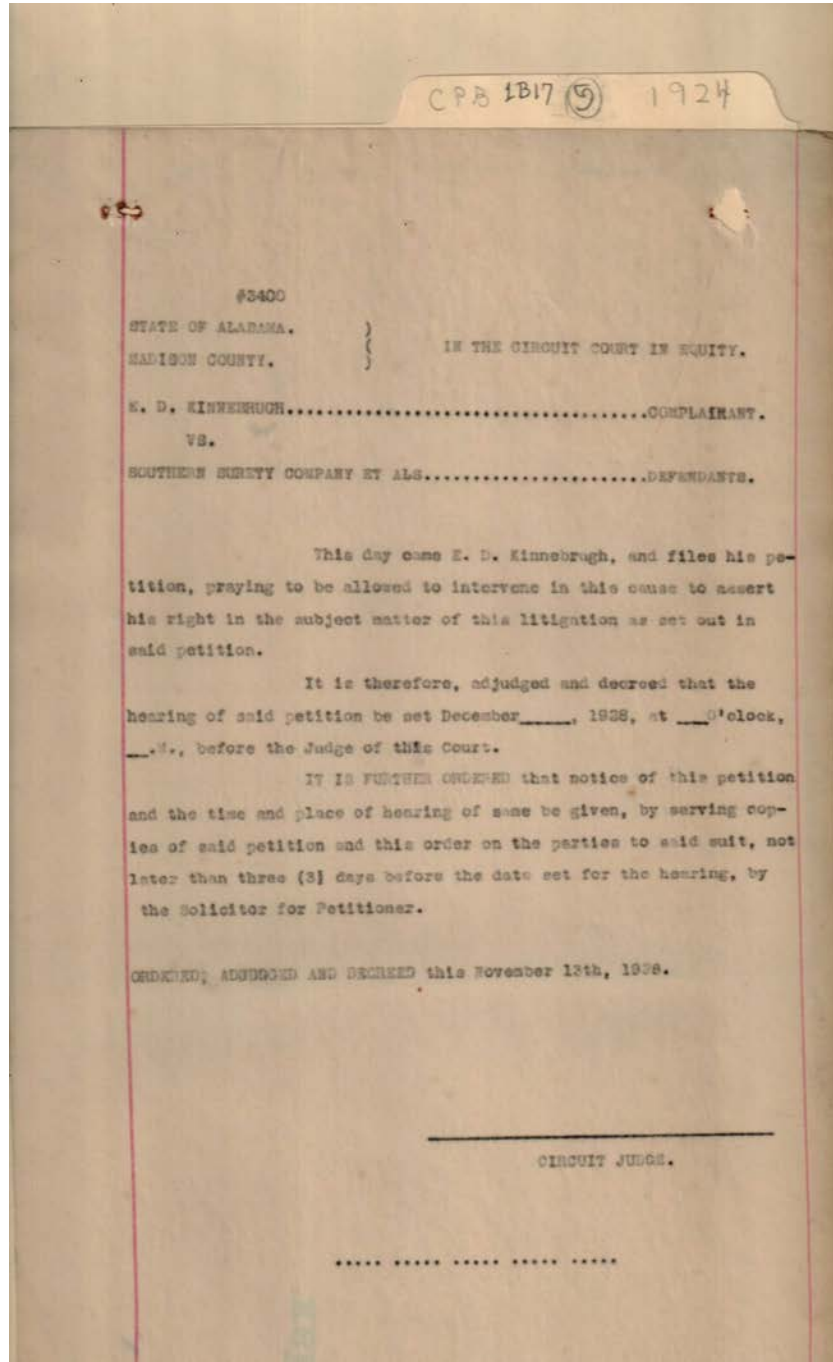 CPB 1B17 5 1924
#3400
STATE OF ALABAMA. )
( IN THE CIRCUIT COURT IN EQUITY.
MADISON COUNTY. )
E. D. KINNEBRUGH....................................COMPLAINANT.
VS.
SOUTHERN SURETY COMPANY ET ALS.......................DEFENDANTS.
This day came E. D. Kinnebrugh, and files his pe-
tition, praying to be allowed to intervene in this cause to assert
his right in the subject matter of this litigation as set out in
said petition.
It is therefore, adjudged and decreed that the
hearing of said petition be set December_____, 1928, at ___O'clock,
__.M., before the Judge of this Court.
IT IS FURTHER ORDERED that notice of this petition
and the time and place of hearing of same be given, by serving cop-
ies of said petition and this order on the parties to said suit, not
later than three (3) days before the date set for the hearing, by
the Solicitor for Petitioner.
ORDERED; ADJUDGED AND DECREED this November 13th, 1928.
CIRCUIT JUDGE.
..... ..... ..... ..... .....